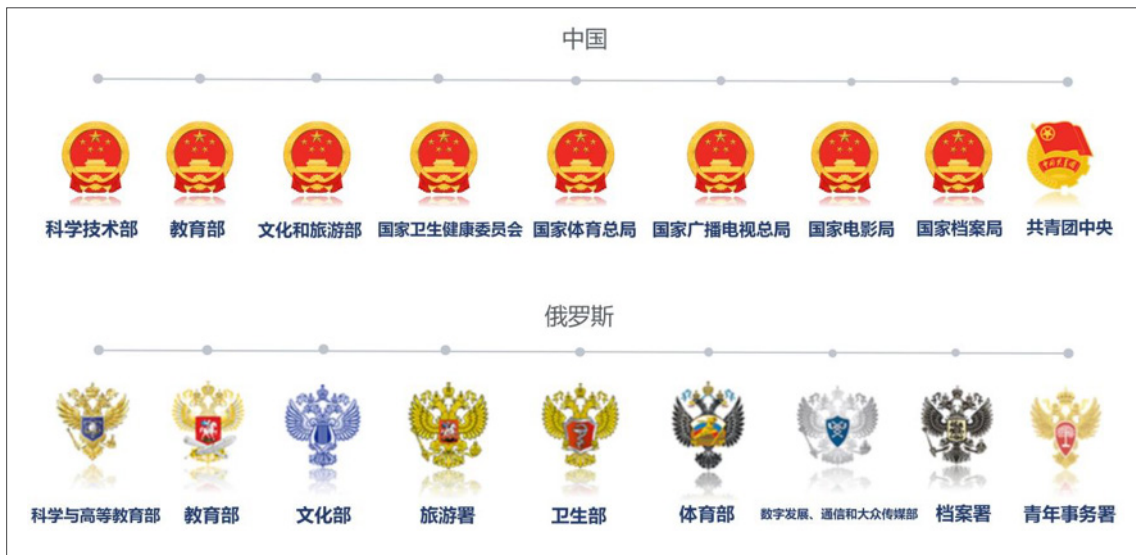 中国
科学技术部 教育部 文化和旅游部 国家卫生健康委员会 国家体育总局 国家广播电视总局 国家电影局 国家档案局 共青团中央
俄罗斯
科学与高等教育部 教育部 文化部 旅游署 卫生部 体育部 数字发展、通信和大众传媒部 档案署 青年事务署